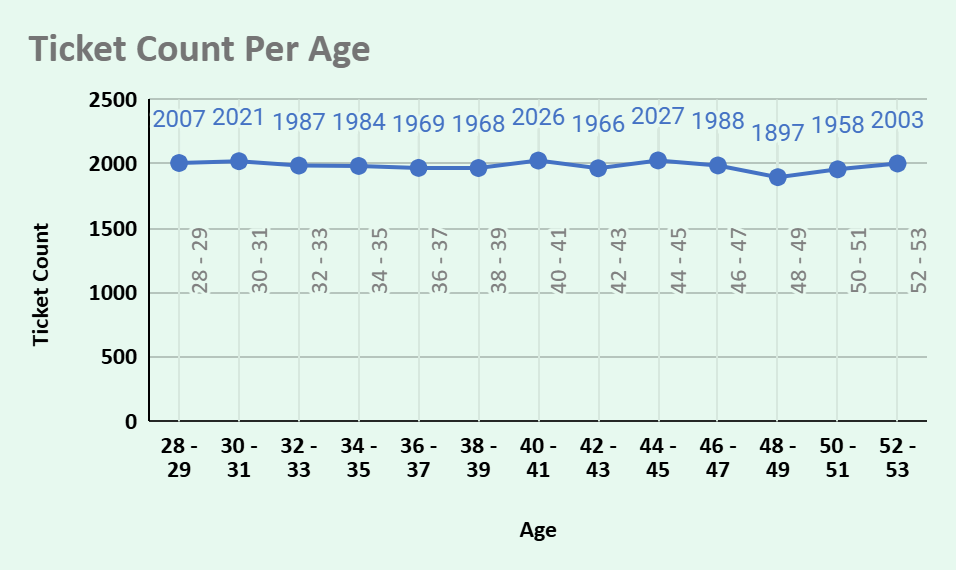 Ticket Count Per Age
2500
2007 2021 1987 1984 1969 1968 2026 1966 2027 1988 1897 1958 2003
2000
1500
28 - 29 30 - 31 32 - 33 34 - 35 36 - 37 38 - 39 40 - 41 42 - 43 44 - 45 46 - 47 48 - 49 50 - 51 52 - 53
1000
Ticket Count
500
0
28 - 30 - 32 - 34 - 36 - 38 - 40 - 42 - 44 - 46 - 48 - 50 - 52 -
29 31 33 35 37 39 41 43 45 47 49 51 53
Age